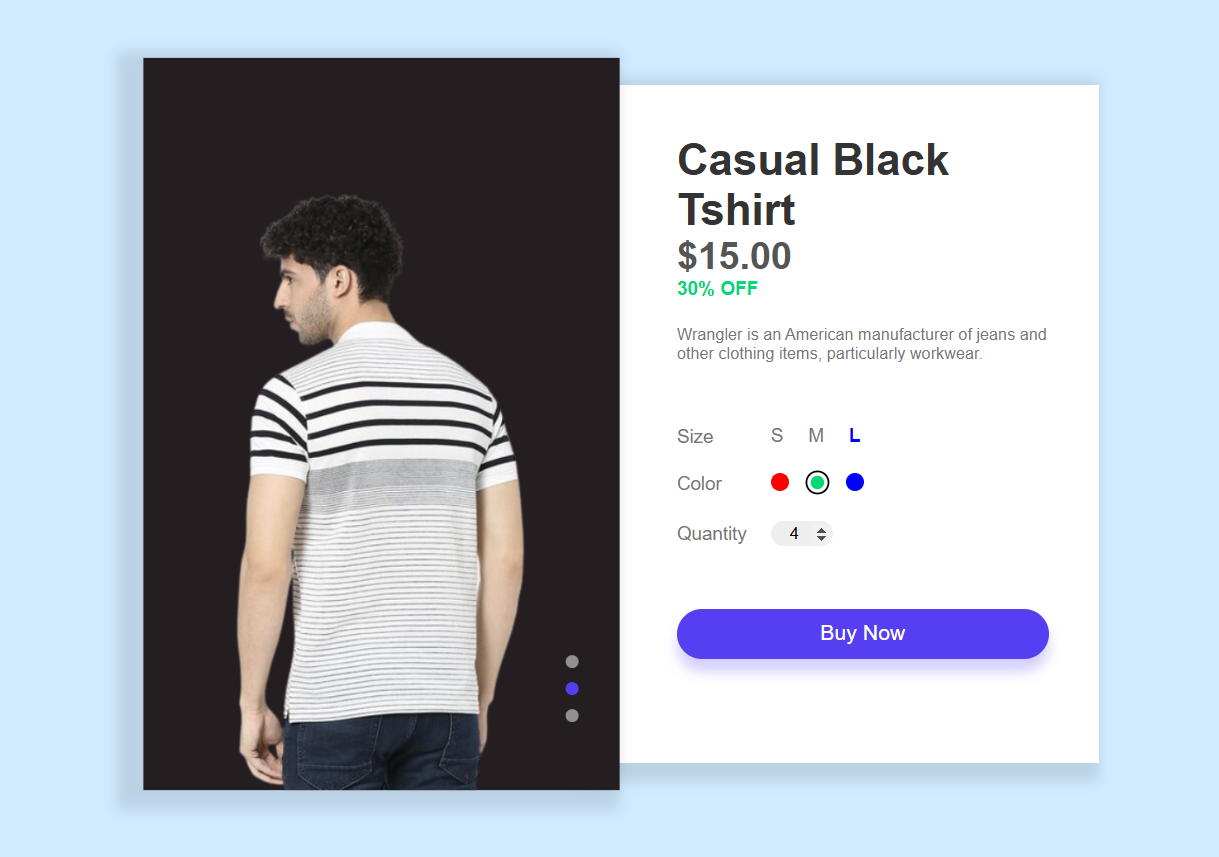 Casual Black
Tshirt
$15.00
30% OFF
Wrangler is an American manufacturer of jeans and
other clothing items, particularly workwear.
Size S M L
Color
Quantity 4
Buy Now